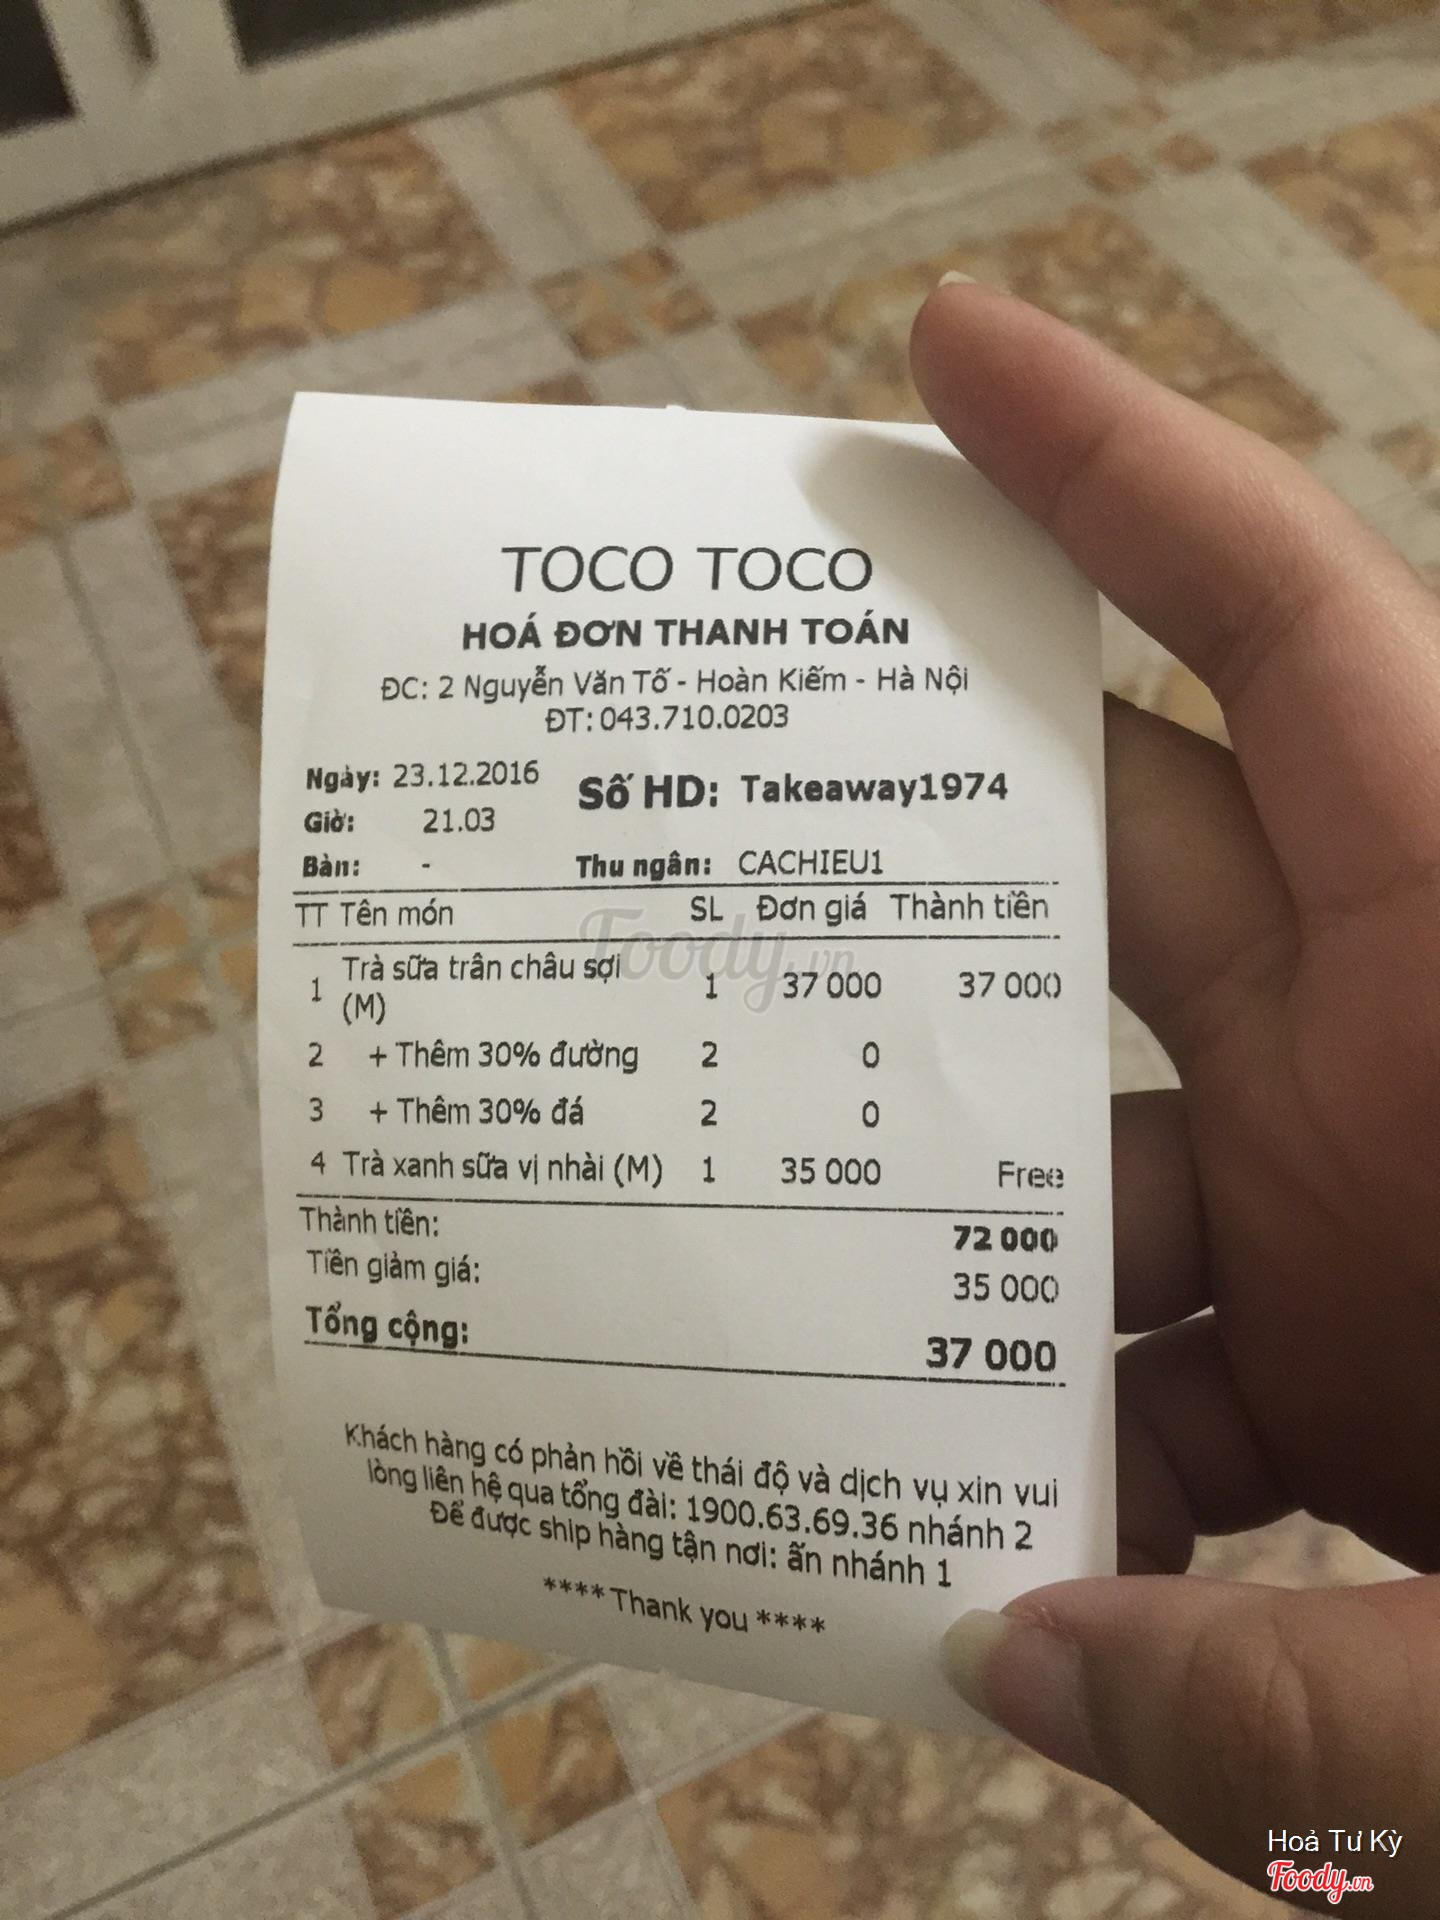 TOCO TOCO
HOÁ ĐƠN THANH TOÁN
ĐC: 2 Nguyễn Văn Tố - Hoàn Kiếm - Hà Nội
ĐT: 043.710.0203
Ngày: 23.12.2016 Số HD: Takeaway1974
Giờ: 21.03
Bàn: - Thu ngân: CACHIEU1
TT Tên món SL Đơn giá Thành tiền
1 Trà sữa trân châu sợi (M) 1 37 000 37 000
2 + Thêm 30% đường 2 0
3 + Thêm 30% đá 2 0
4 Trà xanh sữa vị nhài (M) 1 35 000 Free
Thành tiền: 72 000
Tiền giảm giá: 35 000
Tổng cộng: 37 000
Khách hàng có phản hồi về thái độ và dịch vụ xin vui
lòng liên hệ qua tổng đài: 1900.63.69.36 nhánh 2
Để được ship hàng tận nơi: ấn nhánh 1
**** Thank you ****
Foody.vn
Hoả Tư Kỳ
Foody.vn